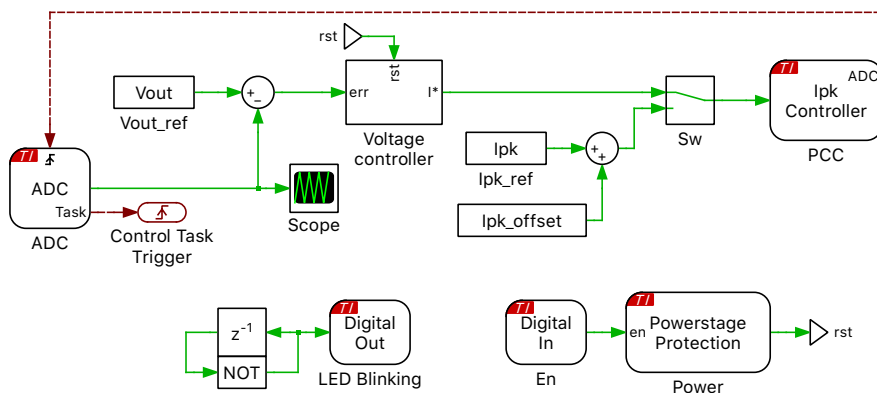 rst
TI
ADC
Vout
+
−
rst
err
I*
Ipk
Controller
Vout_ref
Voltage
controller
Sw
PCC
TI
ADC
Task
ADC
Ipk
+
+
Ipk_ref
Ipk_offset
Scope
Control Task
Trigger
z⁻¹
NOT
TI
Digital
Out
LED Blinking
TI
Digital
In
En
TI
en
Powerstage
Protection
Power
rst